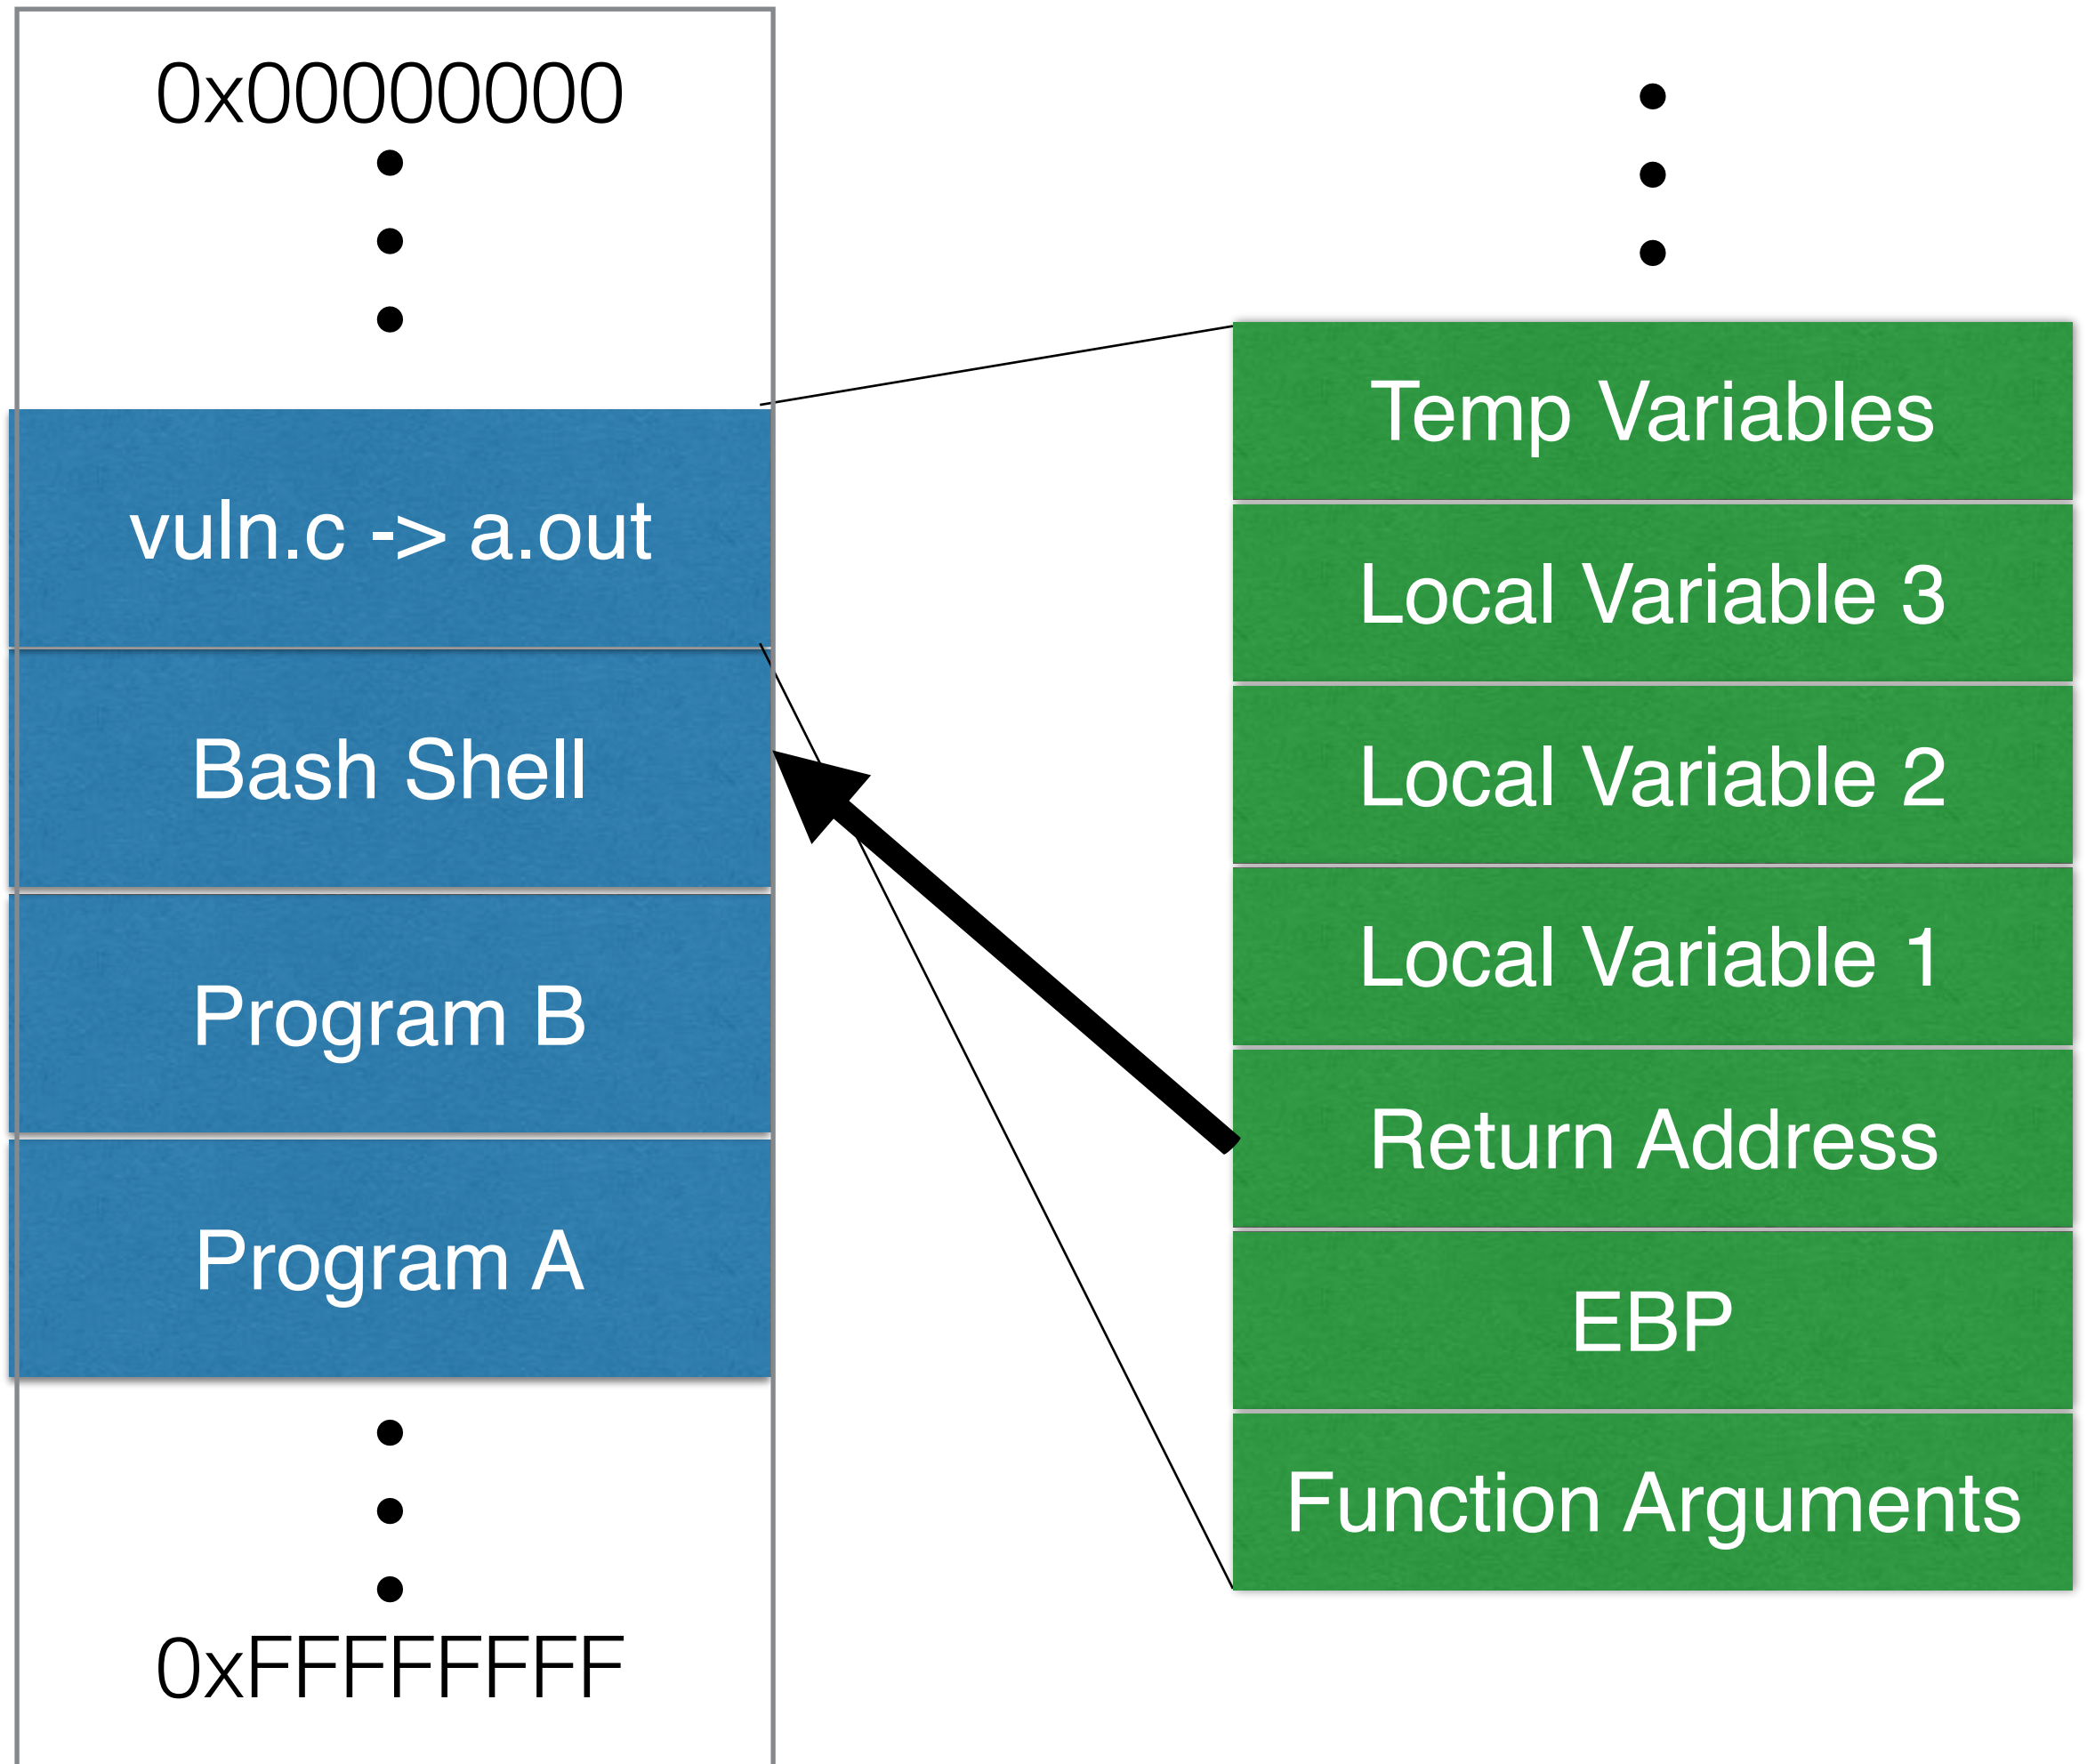 0x00000000
vuln.c -> a.out
Bash Shell
Program B
Program A
0xFFFFFFFF
Temp Variables
Local Variable 3
Local Variable 2
Local Variable 1
Return Address
EBP
Function Arguments